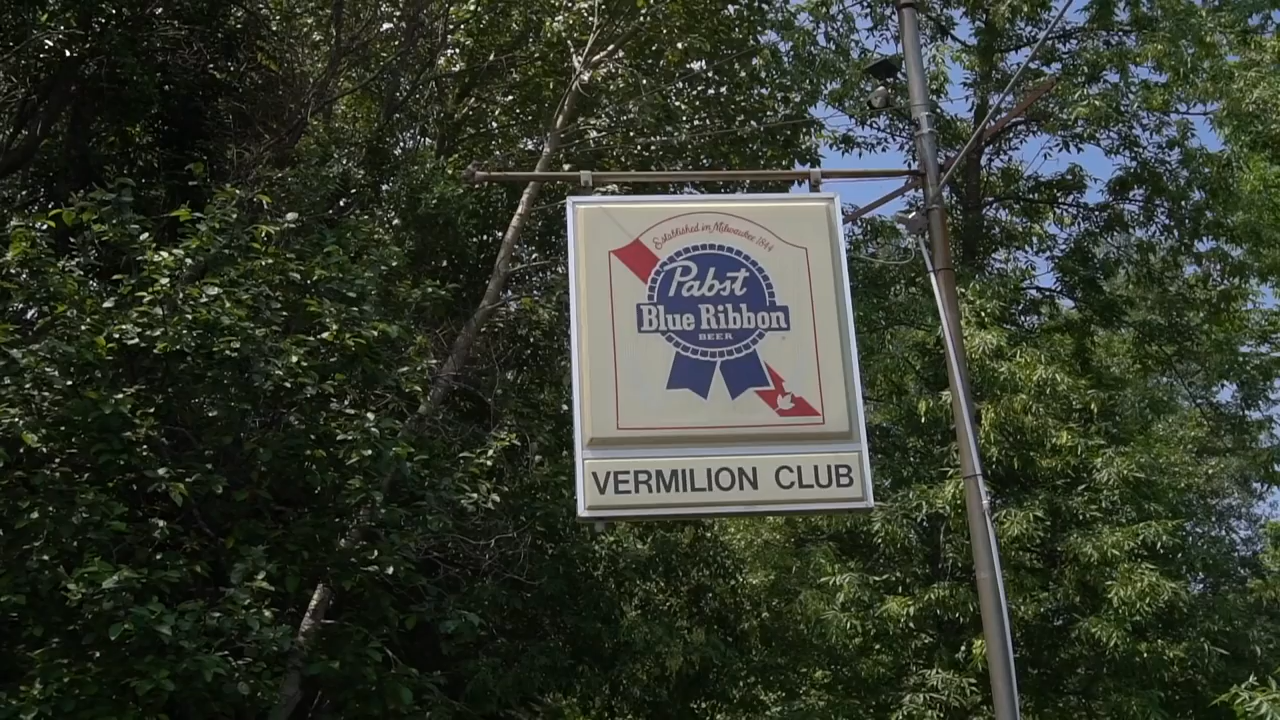 Established in Milwaukee 1844
Pabst
Blue Ribbon
BEER
VERMILION CLUB